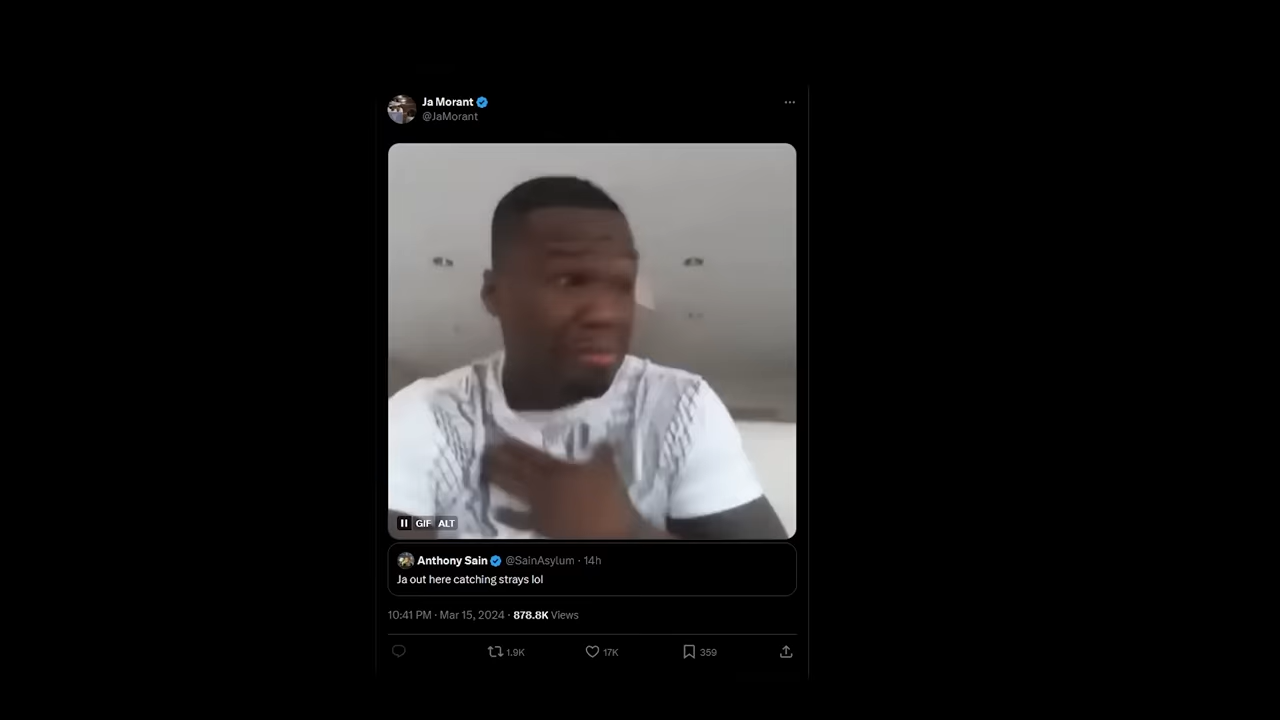 Ja Morant
@JaMorant
GIF ALT
Anthony Sain @SainAsylum · 14h
Ja out here catching strays lol
10:41 PM · Mar 15, 2024 · 878.8K Views
1.9K 17K 359